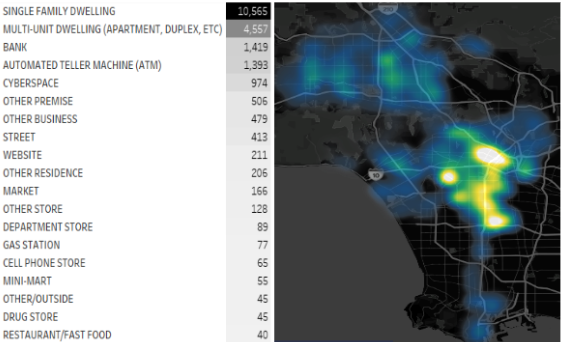 SINGLE FAMILY DWELLING 10,565
MULTI-UNIT DWELLING (APARTMENT, DUPLEX, ETC) 4,557
BANK 1,419
AUTOMATED TELLER MACHINE (ATM) 1,393
CYBERSPACE 974
OTHER PREMISE 506
OTHER BUSINESS 479
STREET 413
WEBSITE 211
OTHER RESIDENCE 206
MARKET 166
OTHER STORE 128
DEPARTMENT STORE 89
GAS STATION 77
CELL PHONE STORE 65
MINI-MART 55
OTHER/OUTSIDE 45
DRUG STORE 45
RESTAURANT/FAST FOOD 40